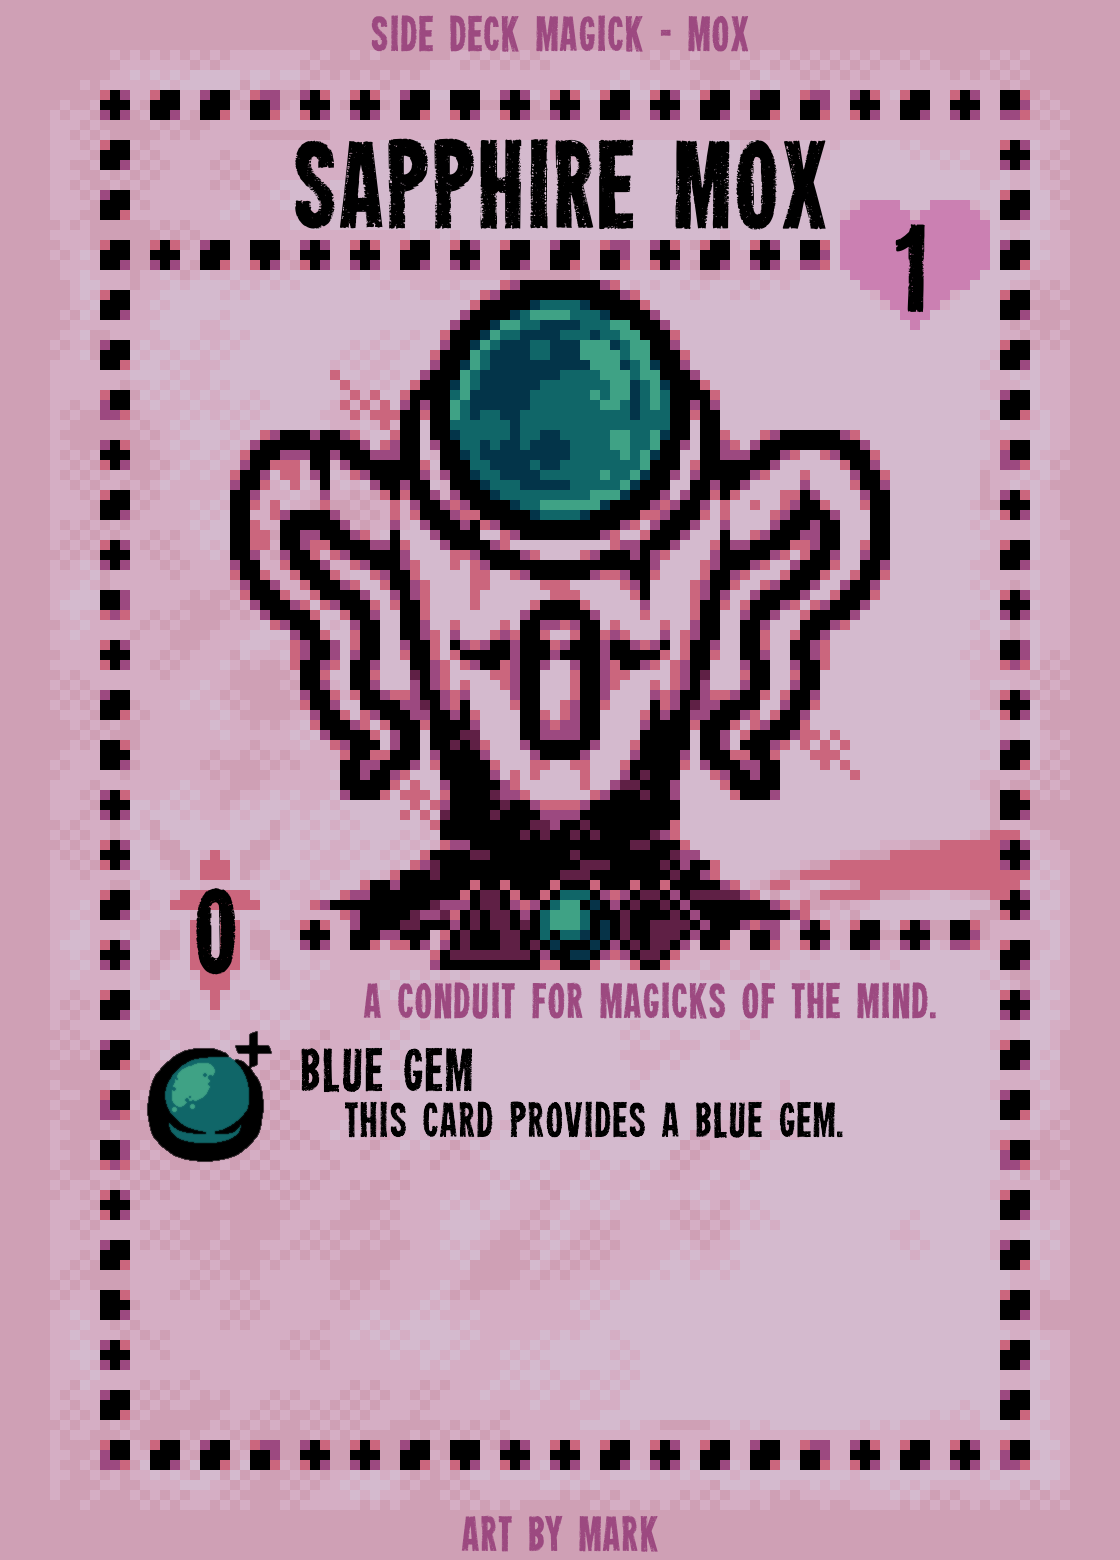 SIDE DECK MAGICK - MOX
SAPPHIRE MOX
1
0
A CONDUIT FOR MAGICKS OF THE MIND.
BLUE GEM
THIS CARD PROVIDES A BLUE GEM.
ART BY MARK